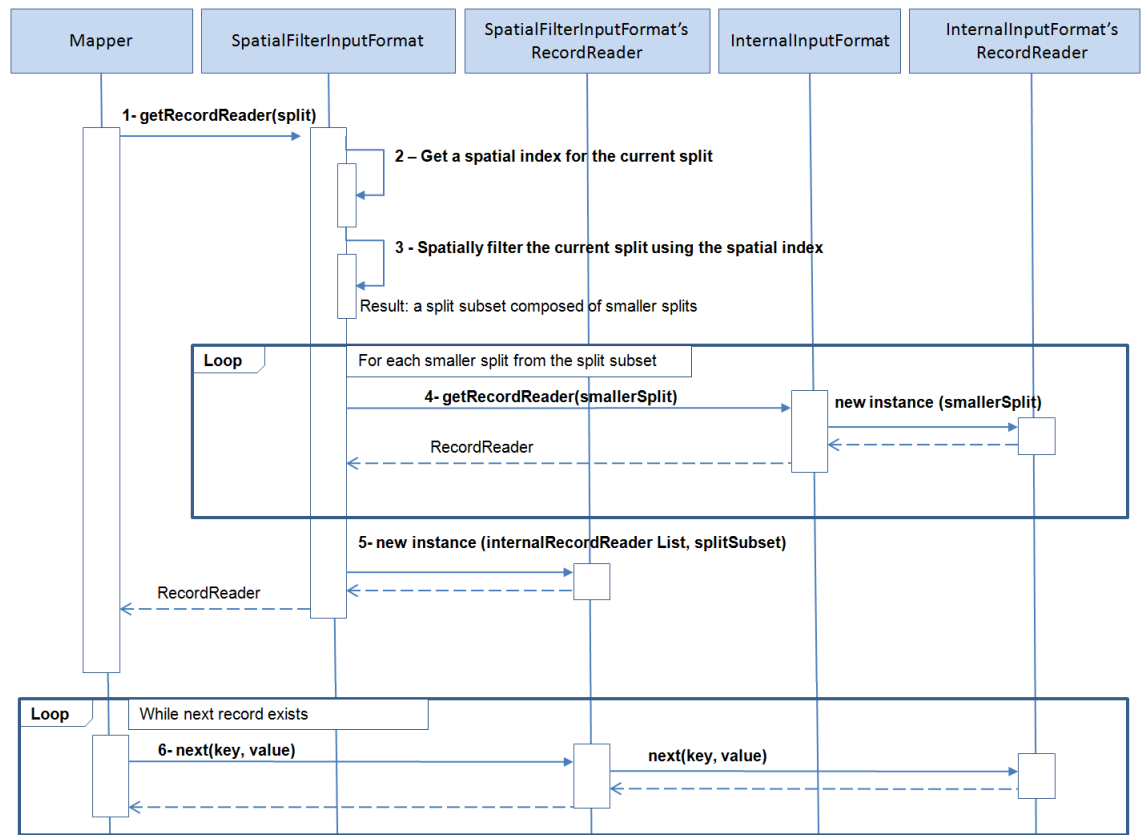 Mapper
SpatialFilterInputFormat
SpatialFilterInputFormat's
RecordReader
InternalInputFormat
InternalInputFormat's
RecordReader
1- getRecordReader(split)
2 – Get a spatial index for the current split
3 - Spatially filter the current split using the spatial index
Result: a split subset composed of smaller splits
Loop
For each smaller split from the split subset
4- getRecordReader(smallerSplit)
new instance (smallerSplit)
RecordReader
5- new instance (internalRecordReader List, splitSubset)
RecordReader
Loop
While next record exists
6- next(key, value)
next(key, value)